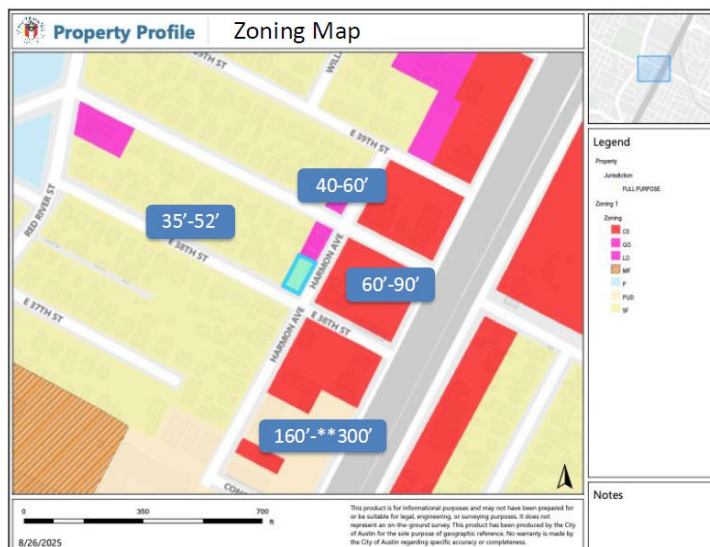 Property Profile
Zoning Map
E 39TH ST
E 39TH ST
RED RIVER ST
40-60’
35’-52’
E 38TH ST
HARMON AVE
60’-90’
E 37TH ST
HARMON AVE
E 38TH ST
160’-**300’
0 350 700
ft
8/26/2025
This product is for informational purposes and may not have been prepared for
or be suitable for legal, engineering, or surveying purposes. It does not
represent an on-the-ground survey. This product has been produced by the City
of Austin for the sole purpose of geographic reference. No warranty is made by
the City of Austin regarding specific accuracy or completeness.
Legend
Property
Jurisdiction
FULL PURPOSE
Zoning 1
Zoning
CS
GO
LO
MF
P
PUD
SF
Notes